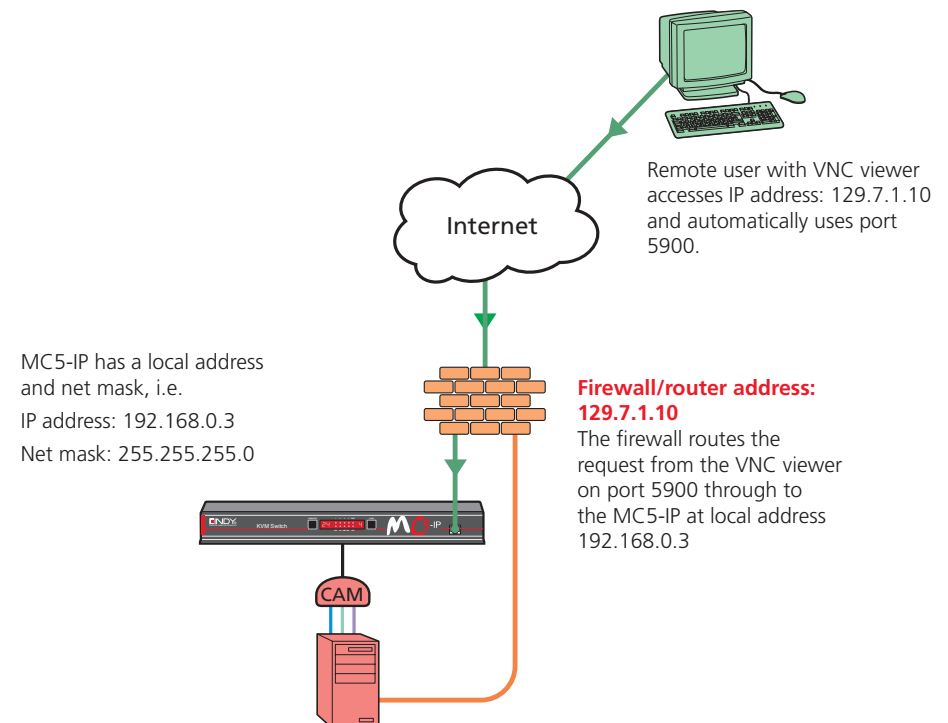 Remote user with VNC viewer
accesses IP address: 129.7.1.10
and automatically uses port
5900.
Internet
MC5-IP has a local address
and net mask, i.e.
IP address: 192.168.0.3
Net mask: 255.255.255.0
Firewall/router address:
129.7.1.10
The firewall routes the
request from the VNC viewer
on port 5900 through to
the MC5-IP at local address
192.168.0.3
LINDY
KVM Switch
MC5-IP
CAM